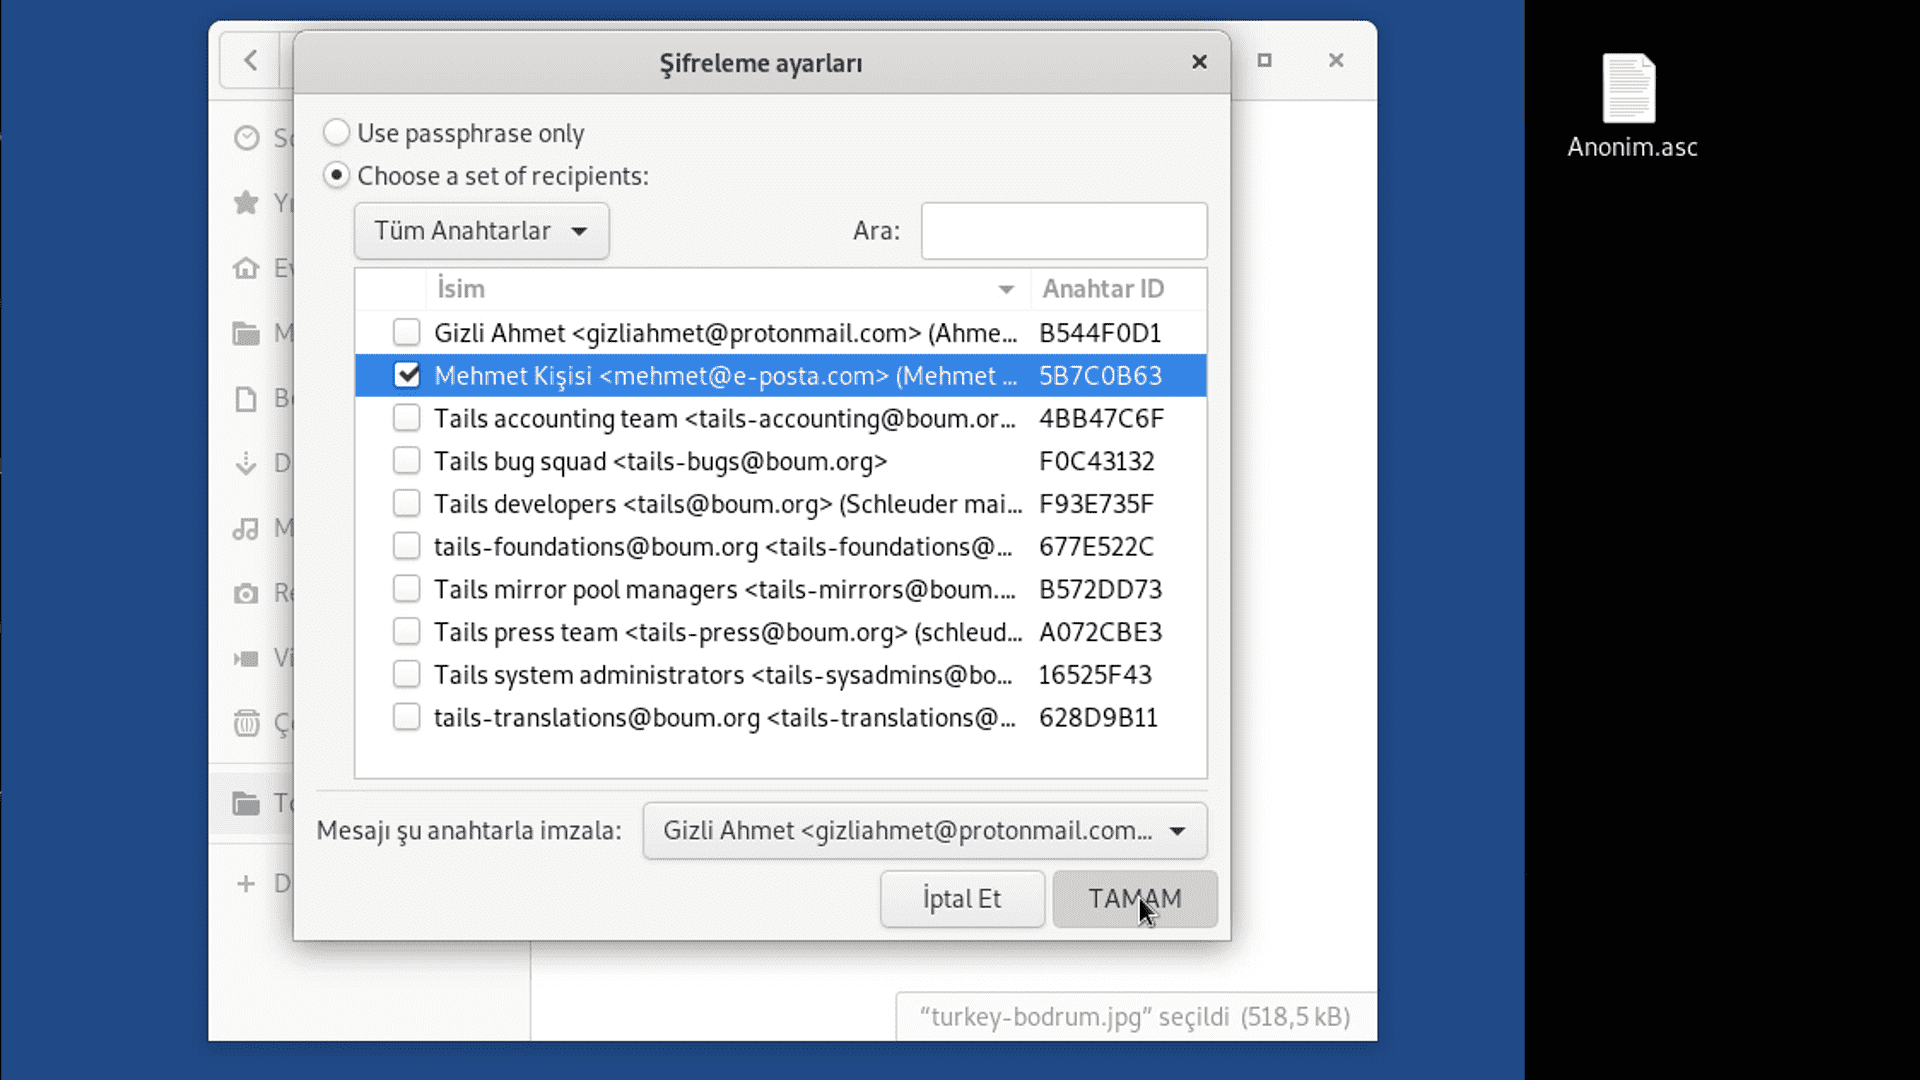 Şifreleme ayarları
Anonim.asc
Use passphrase only
Choose a set of recipients:
Tüm Anahtarlar
Ara:
İsim
Anahtar ID
Gizli Ahmet <gizliahmet@protonmail.com> (Ahme... B544F0D1
Mehmet Kişisi <mehmet@e-posta.com> (Mehmet ... 5B7C0B63
Tails accounting team <tails-accounting@boum.or... 4BB47C6F
Tails bug squad <tails-bugs@boum.org> F0C43132
Tails developers <tails@boum.org> (Schleuder mai... F93E735F
tails-foundations@boum.org <tails-foundations@... 677E522C
Tails mirror pool managers <tails-mirrors@boum.... B572DD73
Tails press team <tails-press@boum.org> (schleud... A072CBE3
Tails system administrators <tails-sysadmins@bo... 16525F43
tails-translations@boum.org <tails-translations@... 628D9B11
Mesajı şu anahtarla imzala: Gizli Ahmet <gizliahmet@protonmail.com...
İptal Et
TAMAM
“turkey-bodrum.jpg” seçildi (518,5 kB)